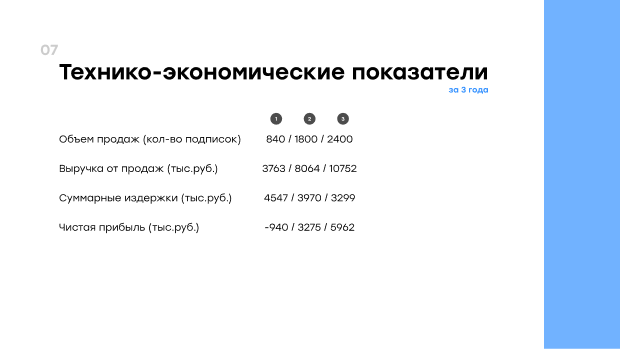 07
Технико-экономические показатели
за 3 года
1 2 3
Объем продаж (кол-во подписок) 840 / 1800 / 2400
Выручка от продаж (тыс.руб.) 3763 / 8064 / 10752
Суммарные издержки (тыс.руб.) 4547 / 3970 / 3299
Чистая прибыль (тыс.руб.) -940 / 3275 / 5962